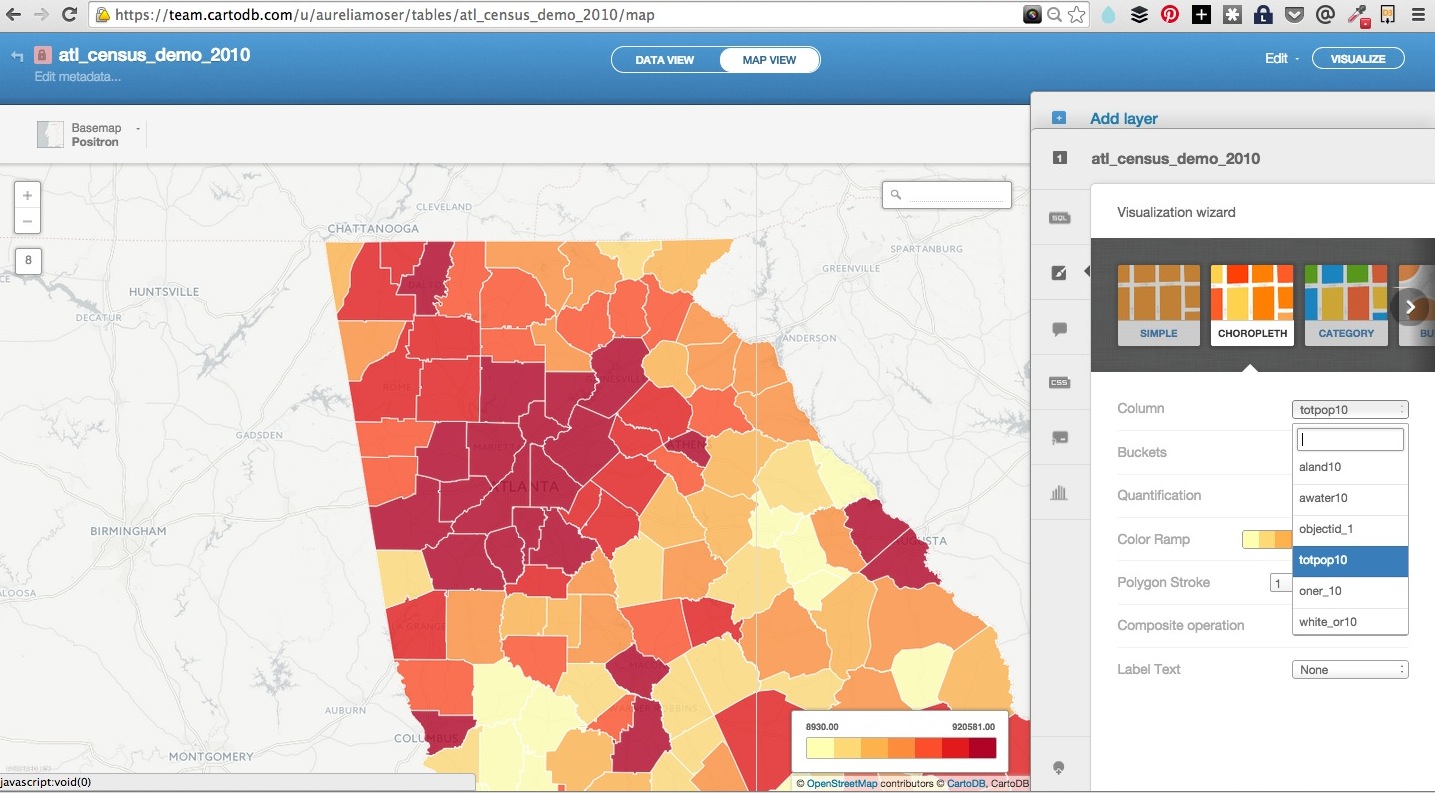 https://team.cartodb.com/u/aureliamoser/tables/atl_census_demo_2010/map
atl_census_demo_2010
Edit metadata...
DATA VIEW
MAP VIEW
Edit
VISUALIZE
Basemap
Positron
Add layer
1
atl_census_demo_2010
SQL
CSS
Visualization wizard
SIMPLE
CHOROPLETH
CATEGORY
BU
Column
totpop10
Buckets
Quantification
Color Ramp
Polygon Stroke
1
Composite operation
Label Text
None
aland10
awater10
objectid_1
totpop10
oner_10
white_or10
+
-
8
CLEVELAND
CHATTANOOGA
SPARTANBURG
GREENVILLE
HUNTSVILLE
DALTON
DECATUR
ANDERSON
ROME
GAINESVILLE
GADSDEN
MARIETTA
ATHENS
ATLANTA
BIRMINGHAM
AUGUSTA
ALOOSA
LA GRANGE
MACON
AUBURN
WARNER ROBBINS
COLUMBUS
MONTGOMERY
8930.00
920581.00
javascript:void(0)
© OpenStreetMap contributors © CartoDB, CartoDB